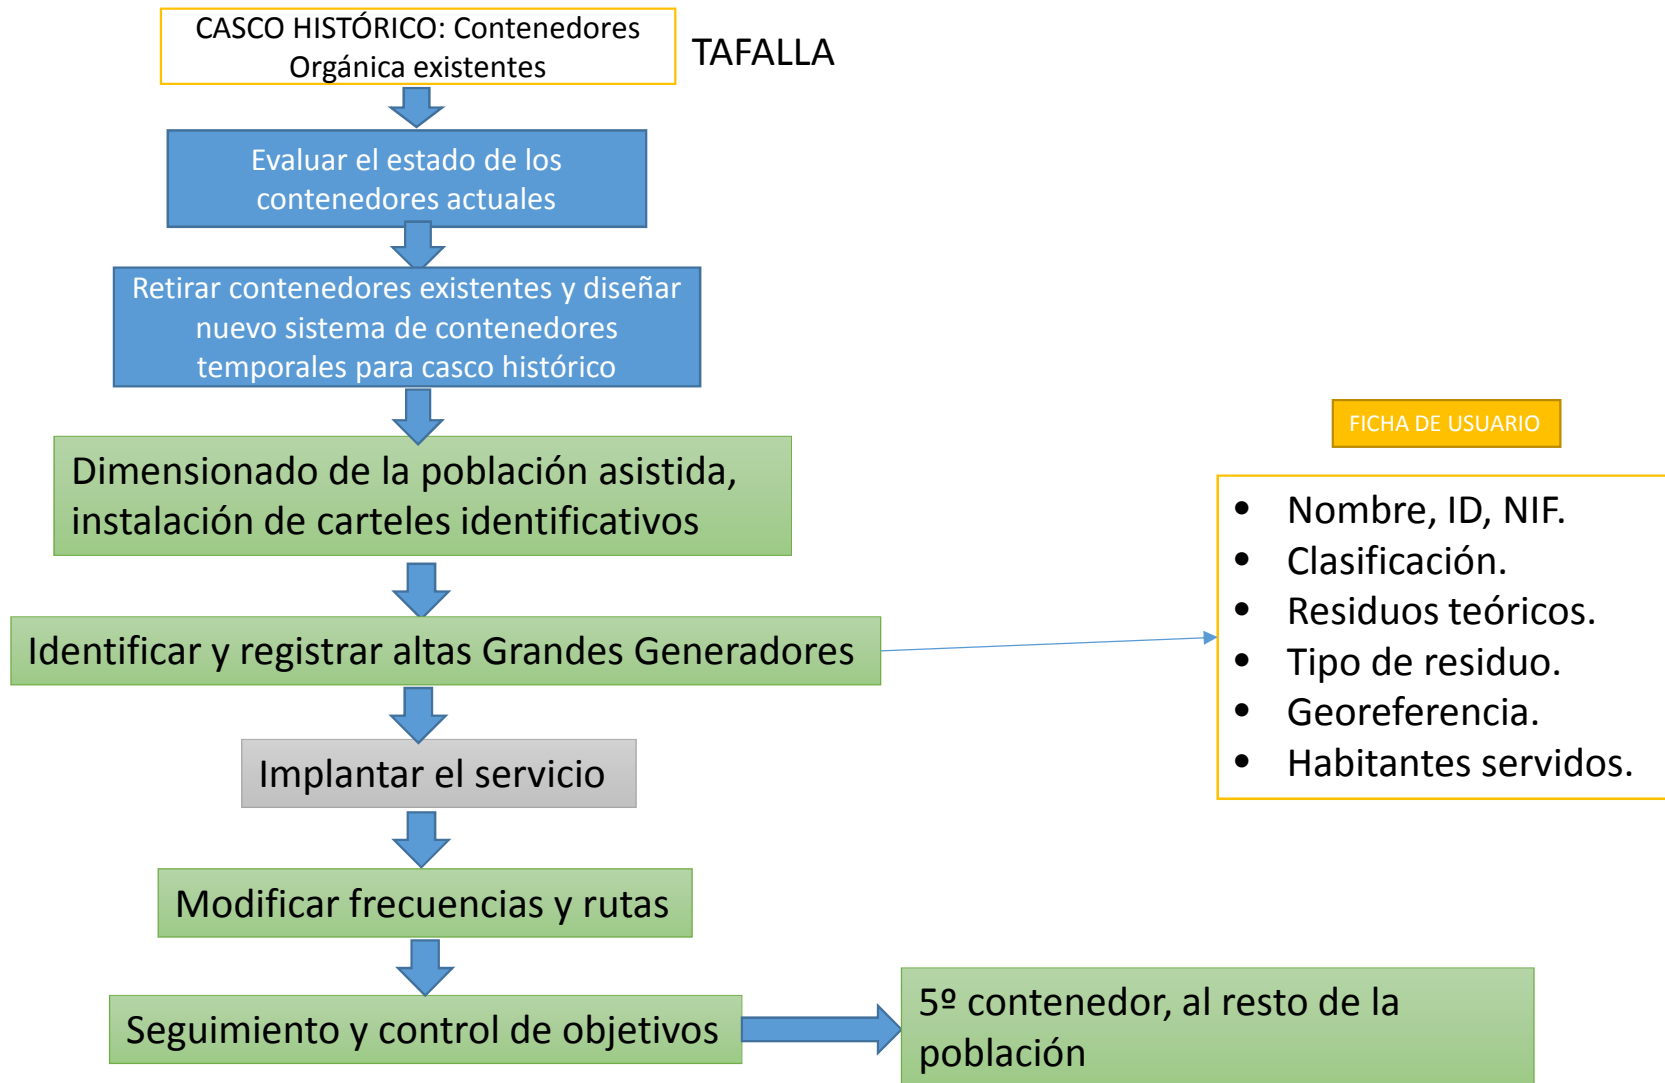 CASCO HISTÓRICO: Contenedores
Orgánica existentes
TAFALLA
Evaluar el estado de los
contenedores actuales
Retirar contenedores existentes y diseñar
nuevo sistema de contenedores
temporales para casco histórico
Dimensionado de la población asistida,
instalación de carteles identificativos
Identificar y registrar altas Grandes Generadores
FICHA DE USUARIO
• Nombre, ID, NIF.
• Clasificación.
• Residuos teóricos.
• Tipo de residuo.
• Georeferencia.
• Habitantes servidos.
Implantar el servicio
Modificar frecuencias y rutas
Seguimiento y control de objetivos
5º contenedor, al resto de la
población